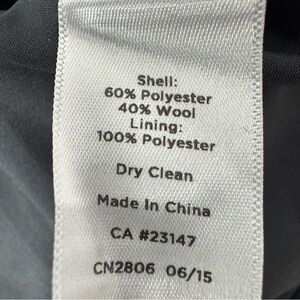 Shell:
60% Polyester
40% Wool
Lining:
100% Polyester
Dry Clean
Made In China
CA #23147
CN2806 06/15